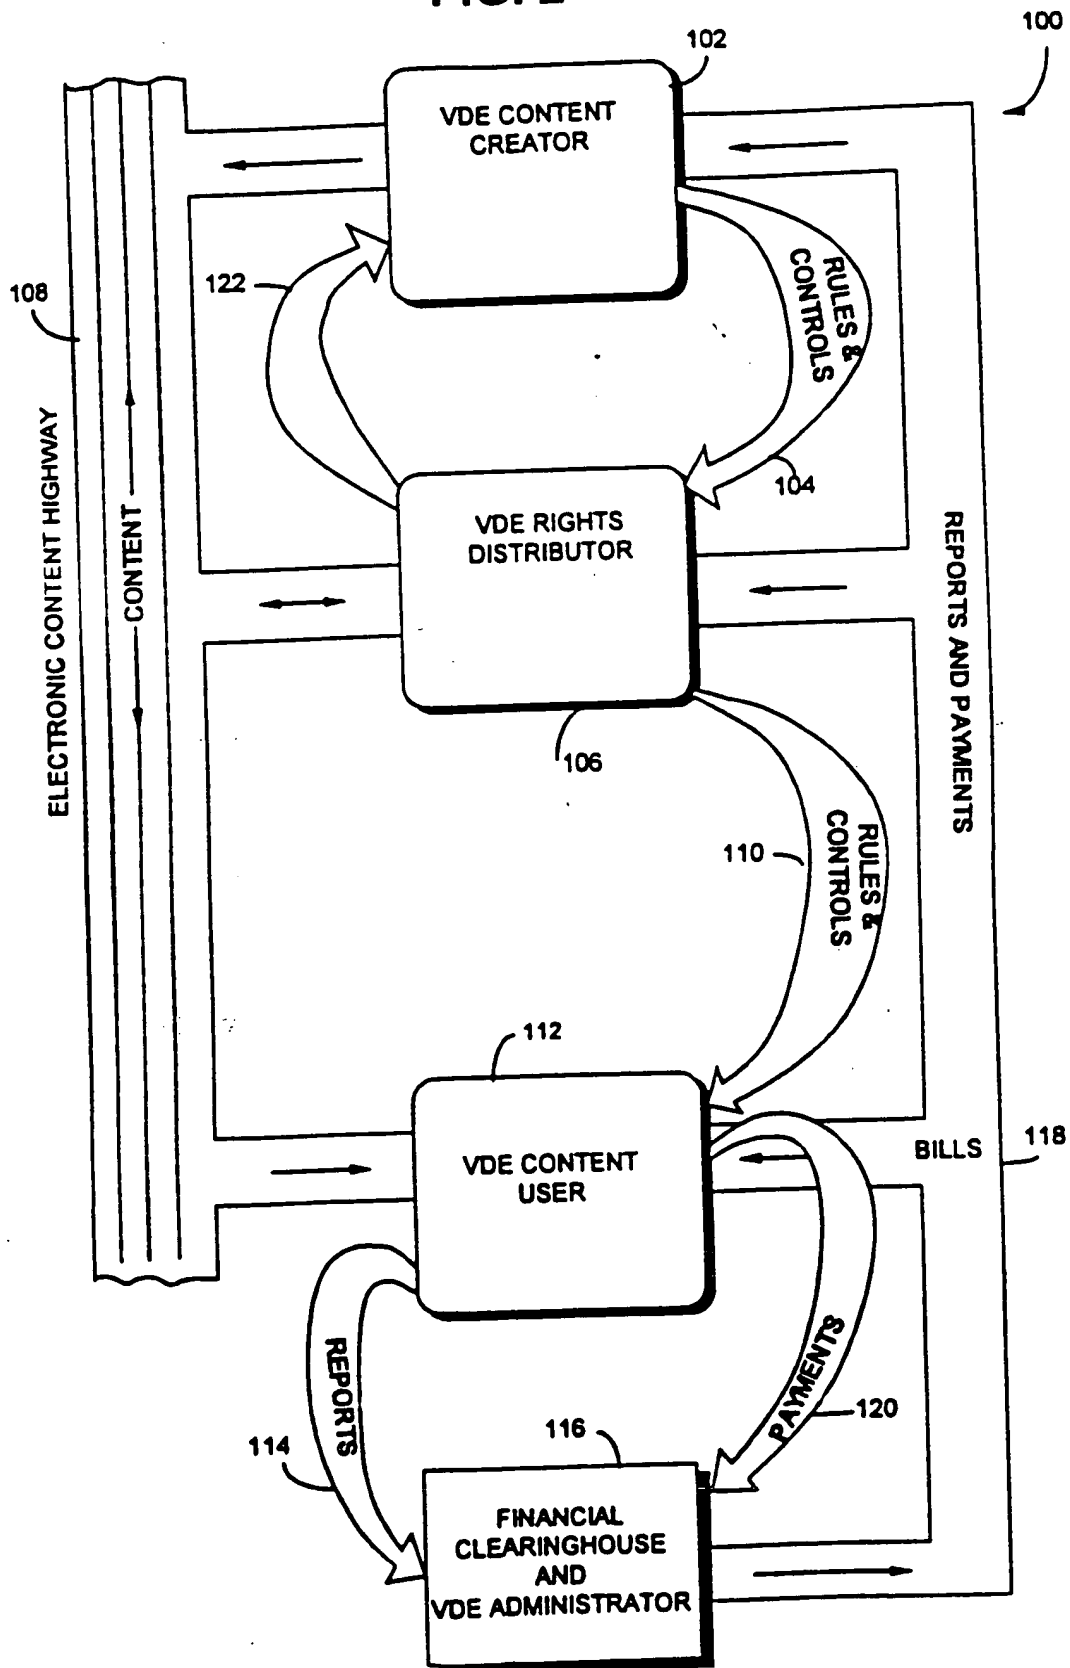 100
102
VDE CONTENT
CREATOR
RULES &
CONTROLS
122
108
104
ELECTRONIC CONTENT HIGHWAY
CONTENT
VDE RIGHTS
DISTRIBUTOR
REPORTS AND PAYMENTS
106
110
RULES &
CONTROLS
112
VDE CONTENT
USER
BILLS
118
REPORTS
PAYMENTS
120
114
116
FINANCIAL
CLEARINGHOUSE
AND
VDE ADMINISTRATOR